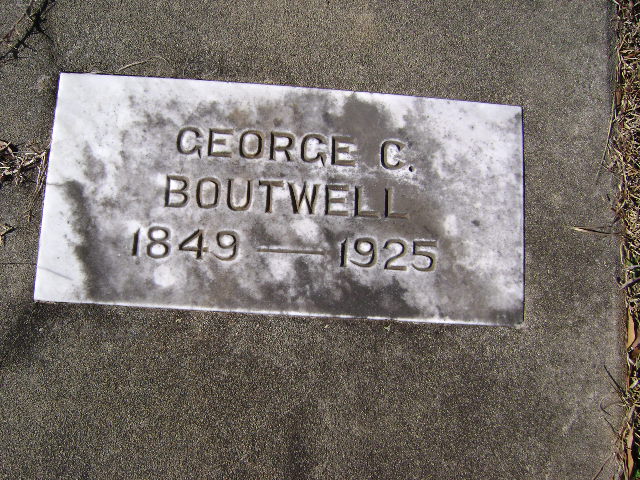 GEORGE C.
BOUTWELL
1849 — 1925